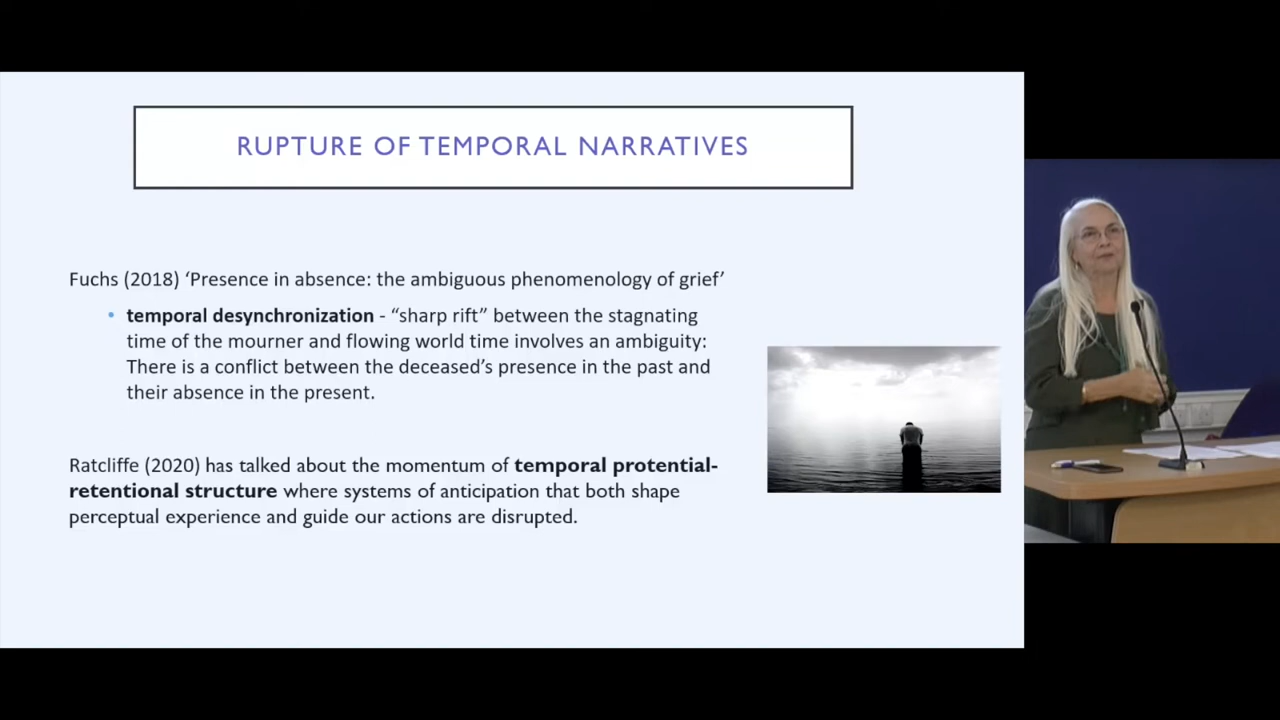 RUPTURE OF TEMPORAL NARRATIVES
Fuchs (2018) ‘Presence in absence: the ambiguous phenomenology of grief’
• temporal desynchronization - “sharp rift” between the stagnating
time of the mourner and flowing world time involves an ambiguity:
There is a conflict between the deceased’s presence in the past and
their absence in the present.
Ratcliffe (2020) has talked about the momentum of temporal protential-
retentional structure where systems of anticipation that both shape
perceptual experience and guide our actions are disrupted.